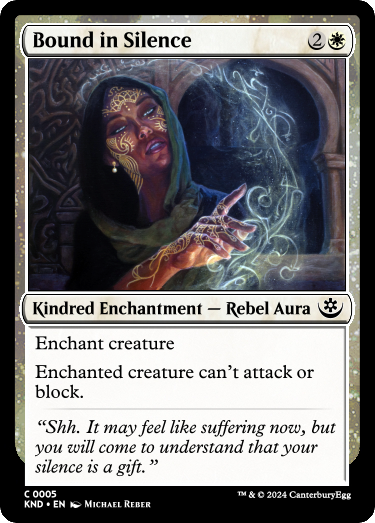 Bound in Silence 2
Kindred Enchantment — Rebel Aura
Enchant creature
Enchanted creature can't attack or
block.
“Shh. It may feel like suffering now, but
you will come to understand that your
silence is a gift.”
C 0005
KND • EN Michael Reber
™ & © 2024 CanterburyEgg